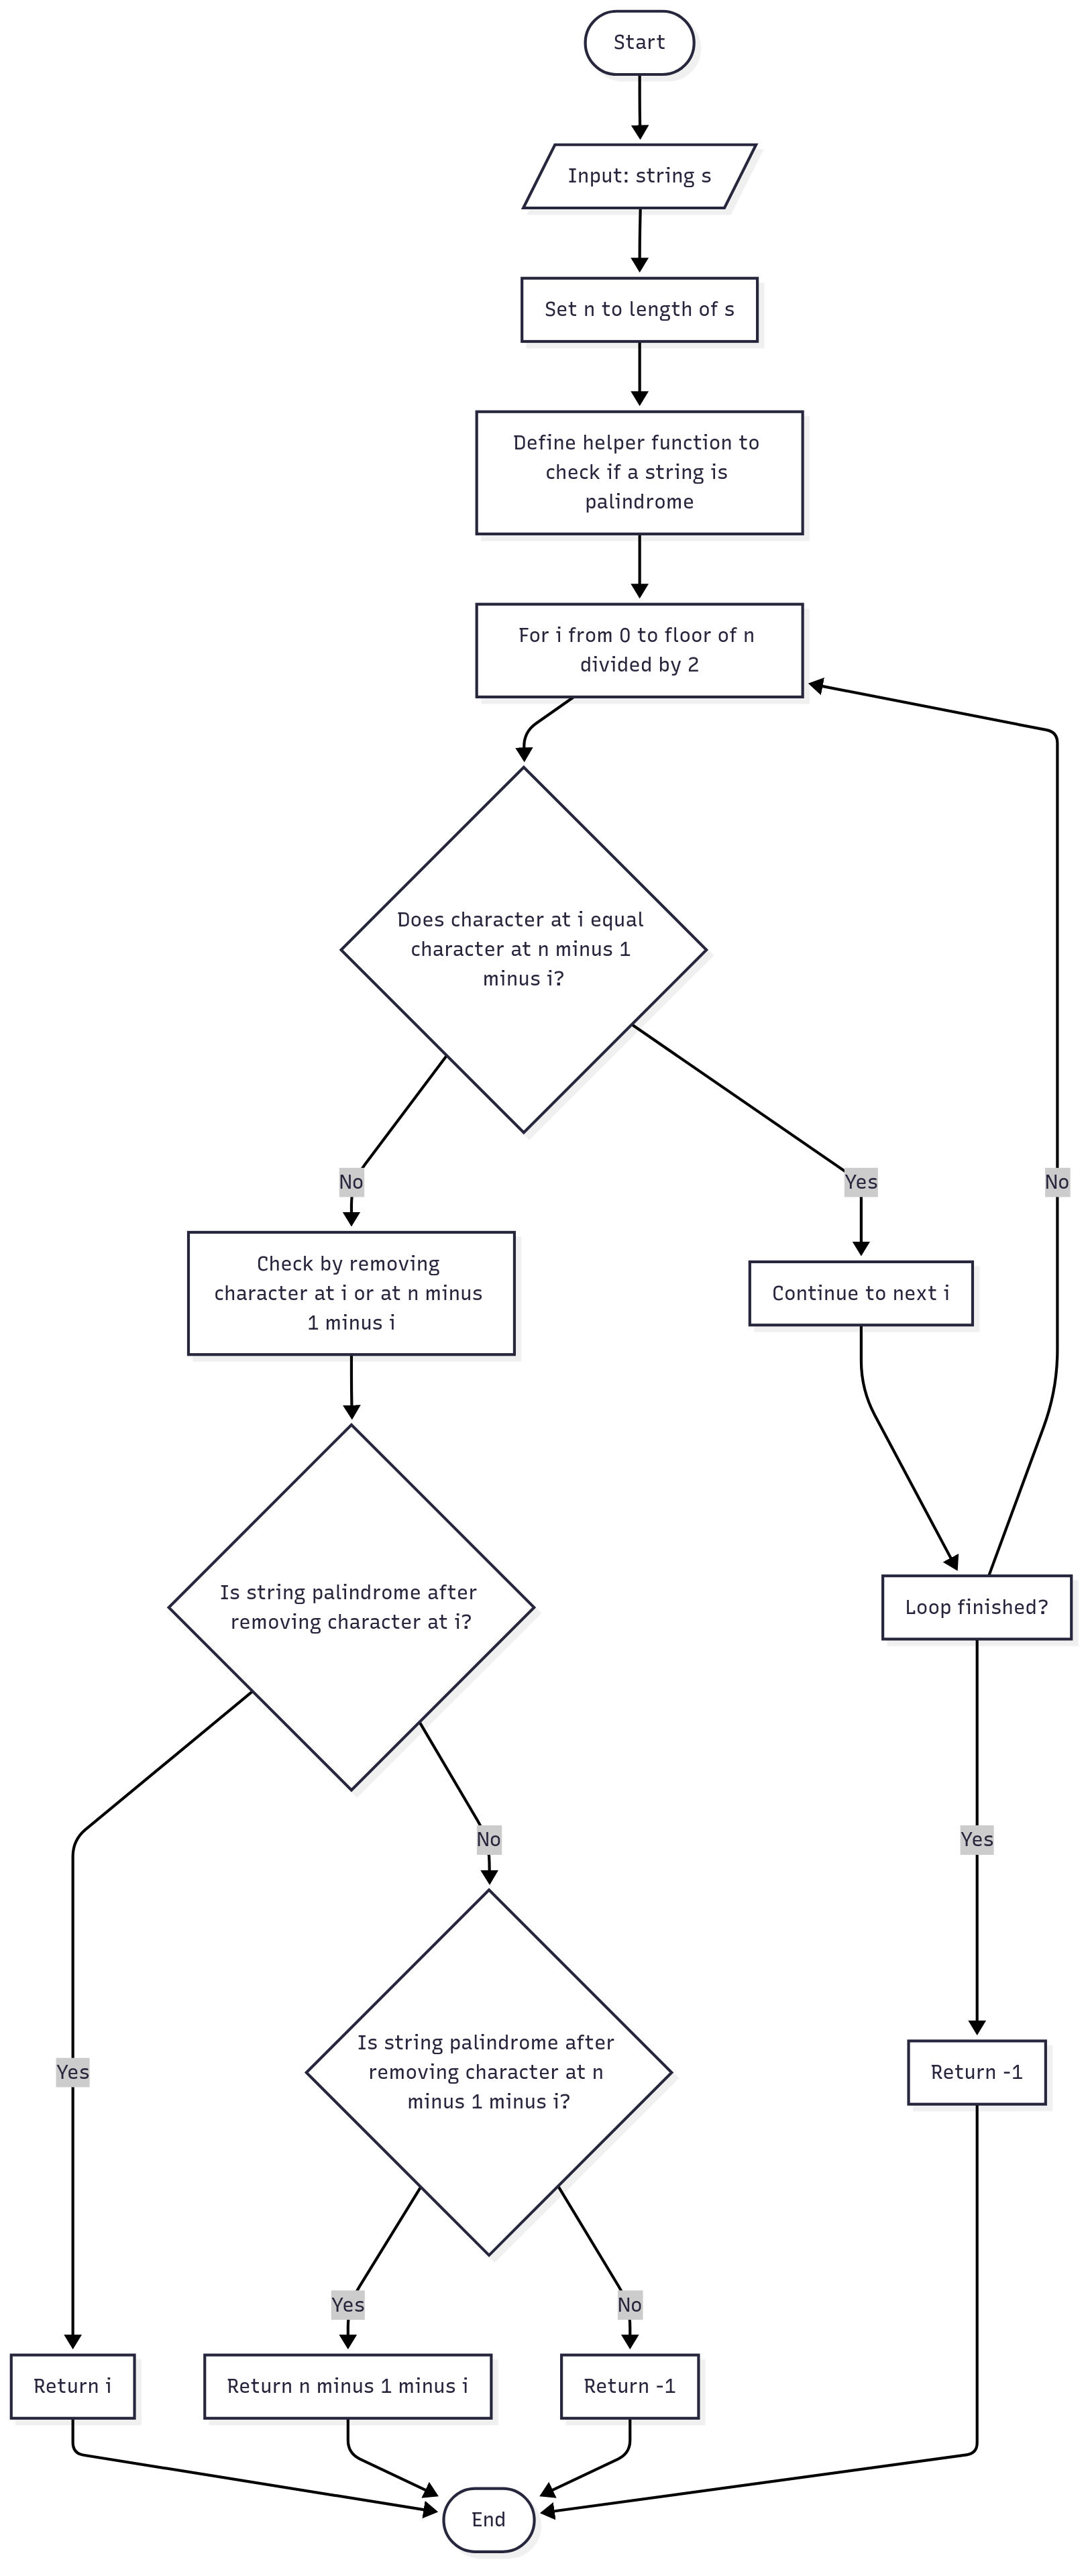 Start
Input: string s
Set n to length of s
Define helper function to
check if a string is
palindrome
For i from 0 to floor of n
divided by 2
Does character at i equal
character at n minus 1
minus i?
No
Yes
No
Check by removing
character at i or at n minus
1 minus i
Continue to next i
Is string palindrome after
removing character at i?
Loop finished?
No
Yes
Is string palindrome after
removing character at n
minus 1 minus i?
Yes
Return -1
Yes
No
Return i
Return n minus 1 minus i
Return -1
End